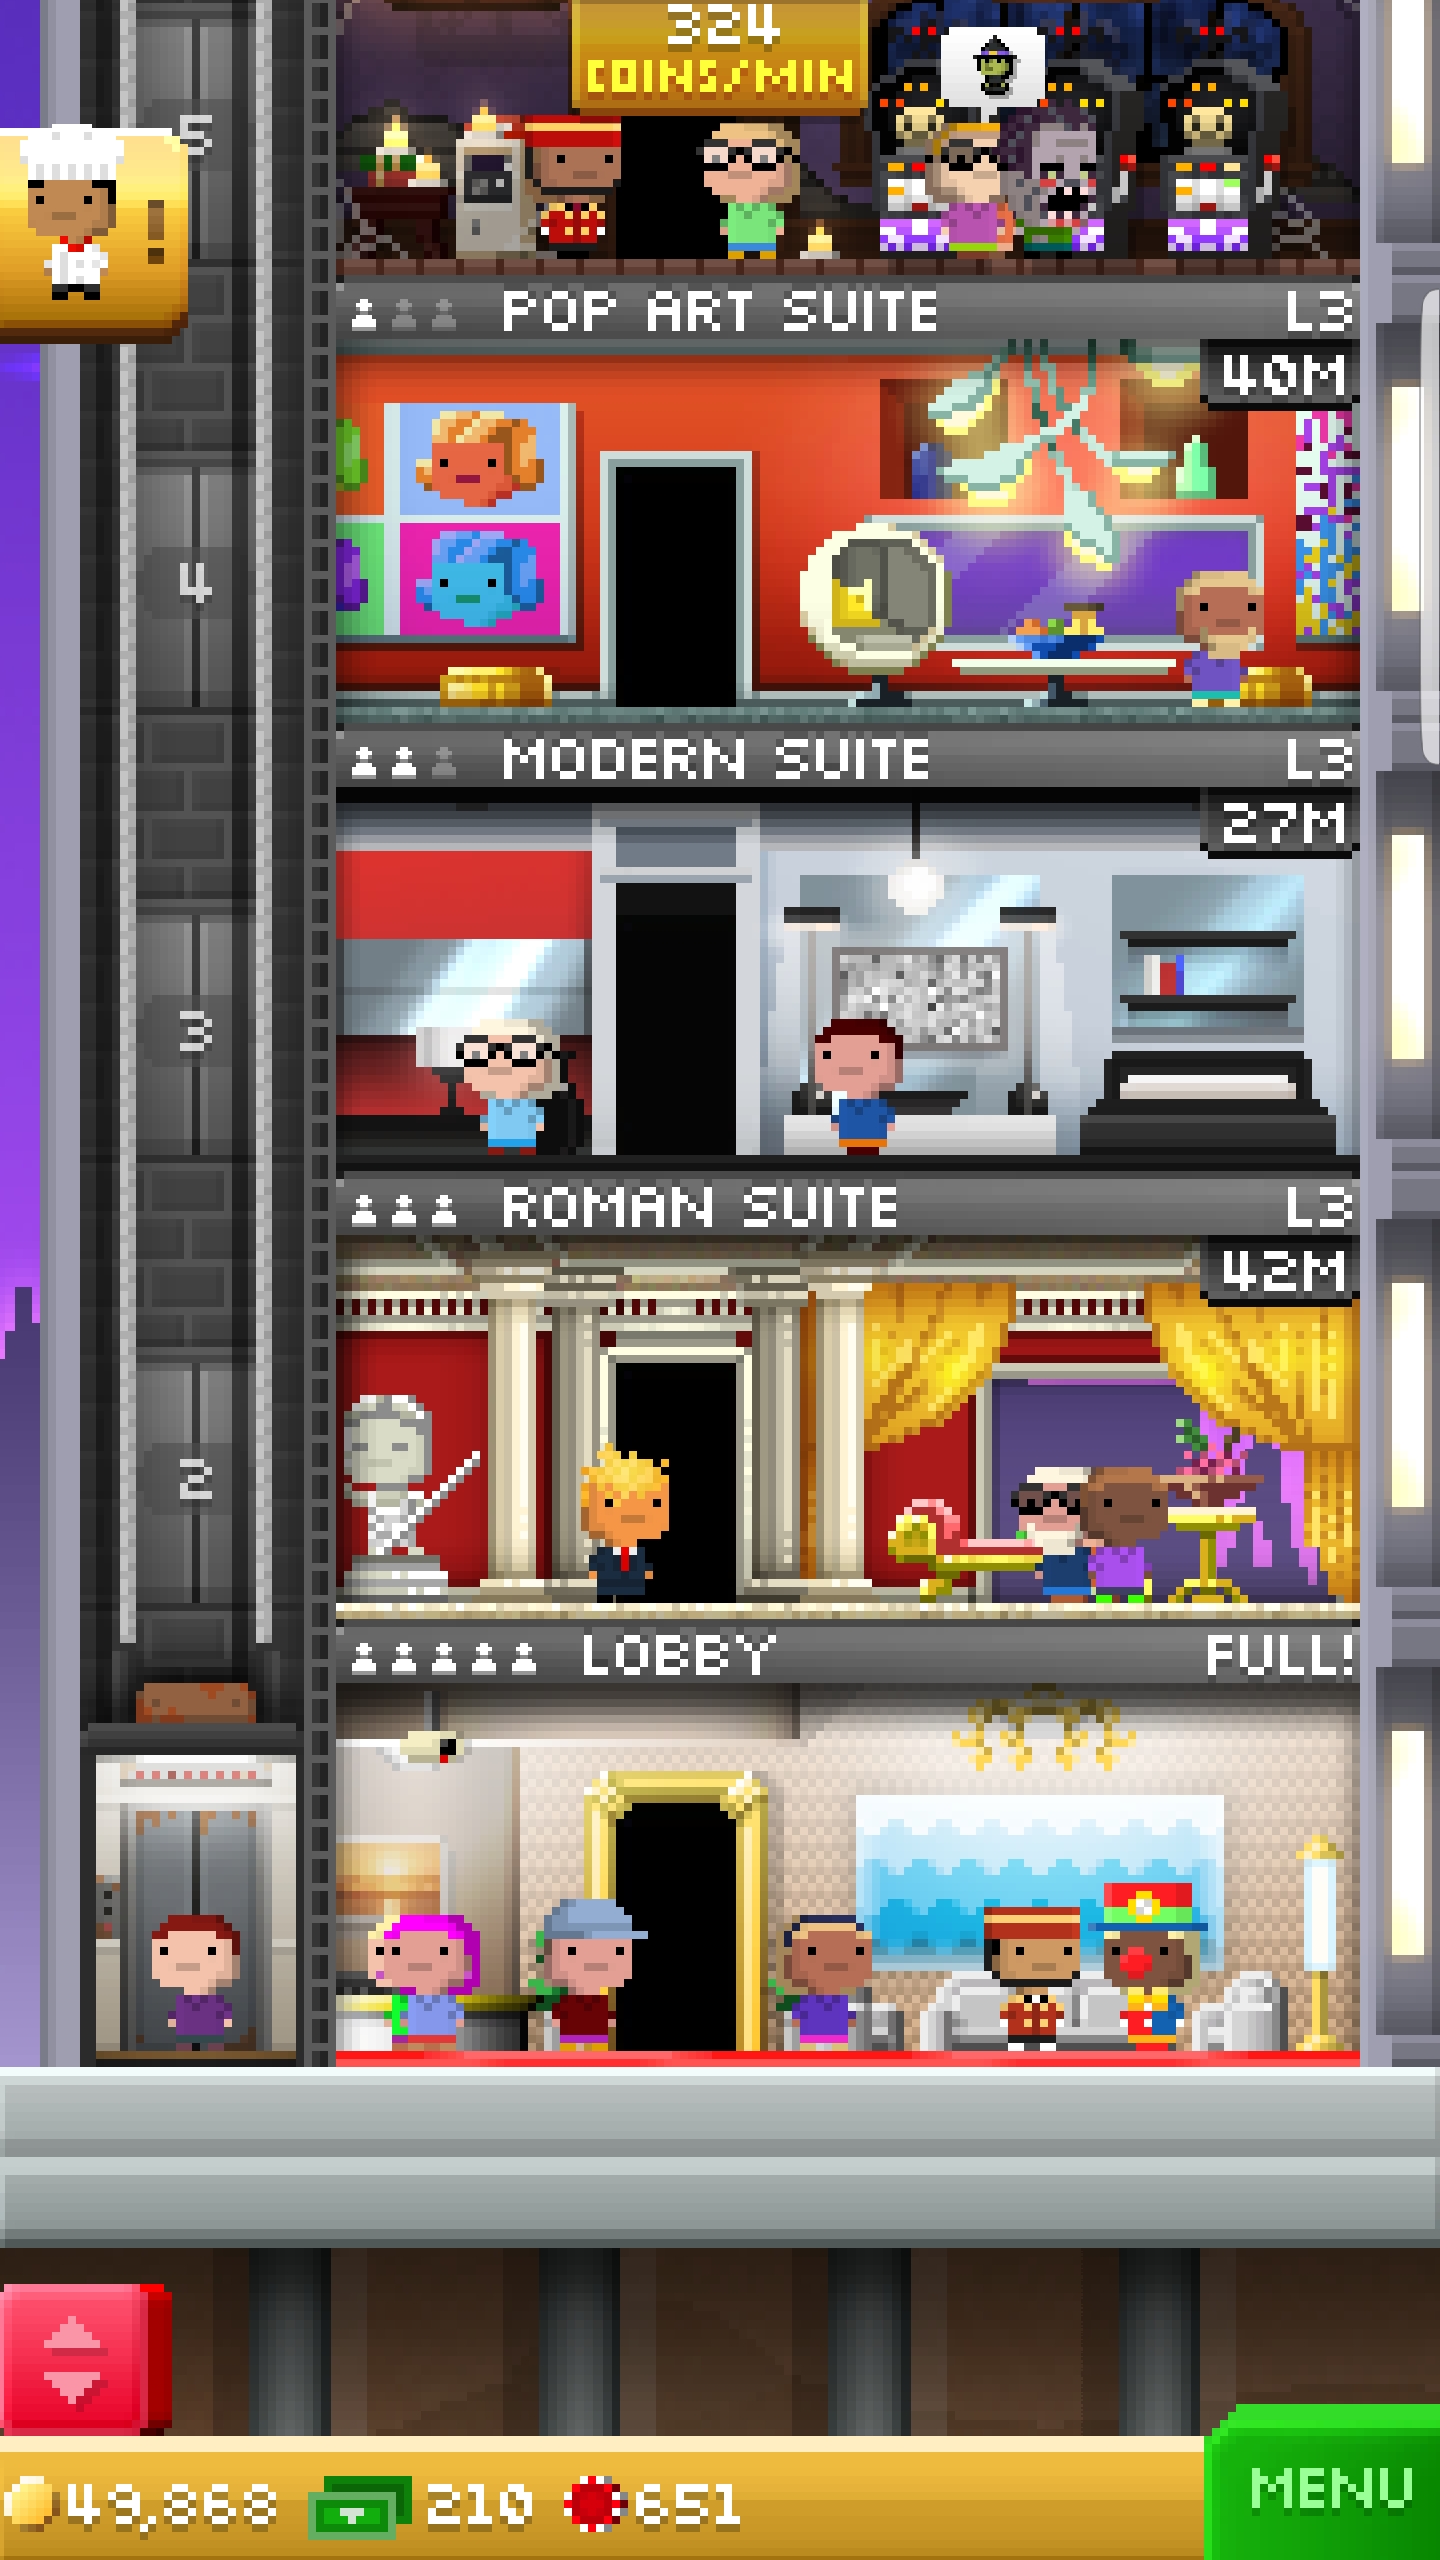 324
COINS/MIN
5
!
POP ART SUITE L3
40M
4
MODERN SUITE L3
27M
3
ROMAN SUITE L3
42M
2
LOBBY FULL!
MENU
49,868 210 651